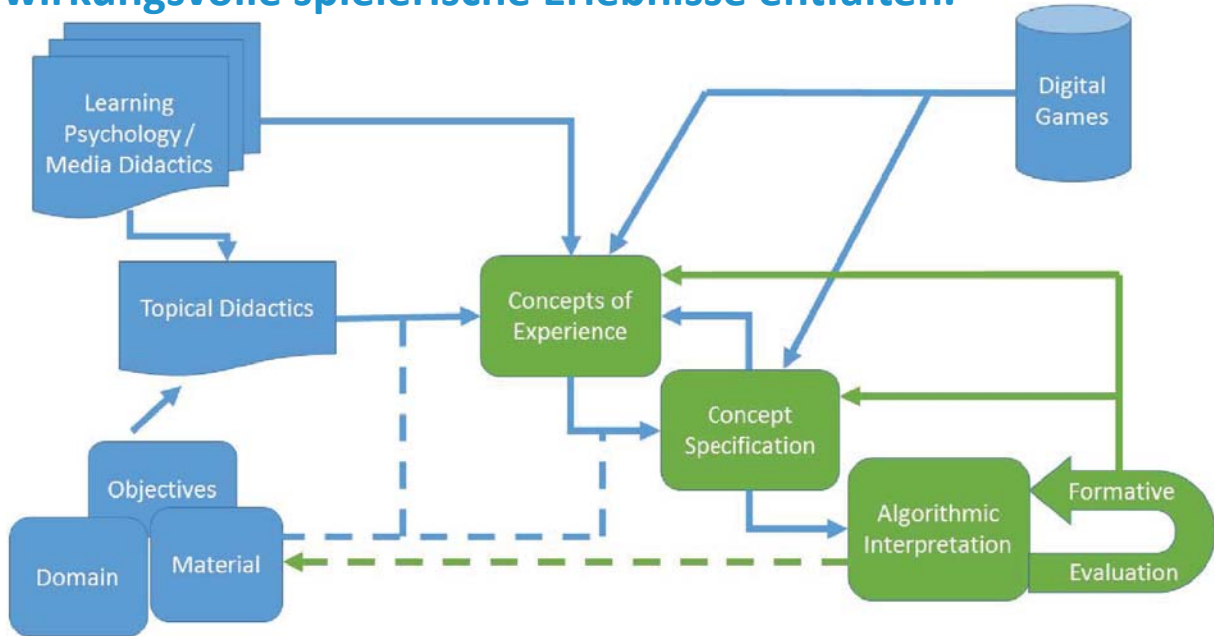 wirkungsvolle spielerische Erlebnisse entfalten.
Learning
Psychology /
Media Didactics
Digital
Games
Topical Didactics
Concepts of
Experience
Concept
Specification
Objectives
Material
Domain
Algorithmic
Interpretation
Formative
Evaluation